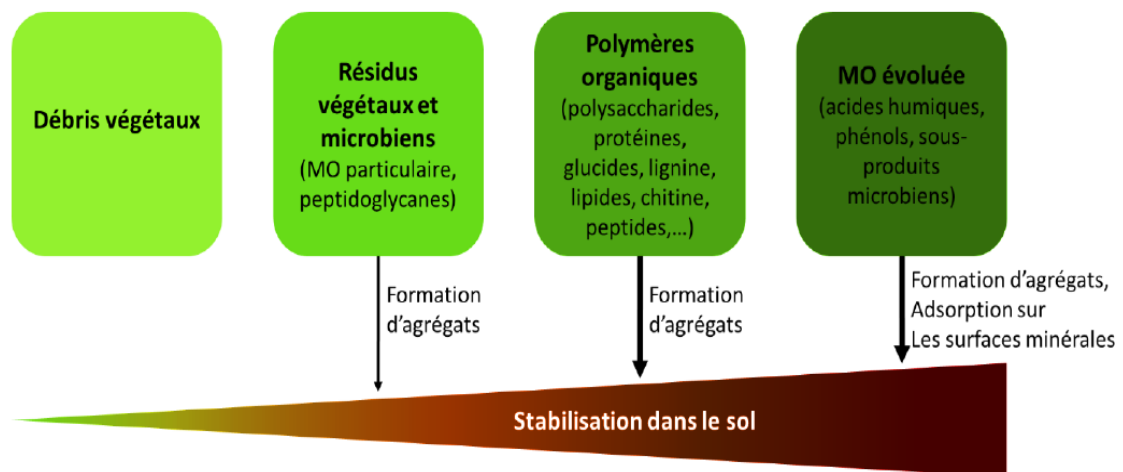 Débris végétaux
Résidus
végétaux et
microbiens
(MO particulaire,
peptidoglycanes)
Polymères
organiques
(polysaccharides,
protéines,
glucides, lignine,
lipides, chitine,
peptides,...)
MO évoluée
(acides humiques,
phénols, sous-
produits
microbiens)
Formation
d'agrégats
Formation
d'agrégats
Formation d'agrégats,
Adsorption sur
Les surfaces minérales
Stabilisation dans le sol